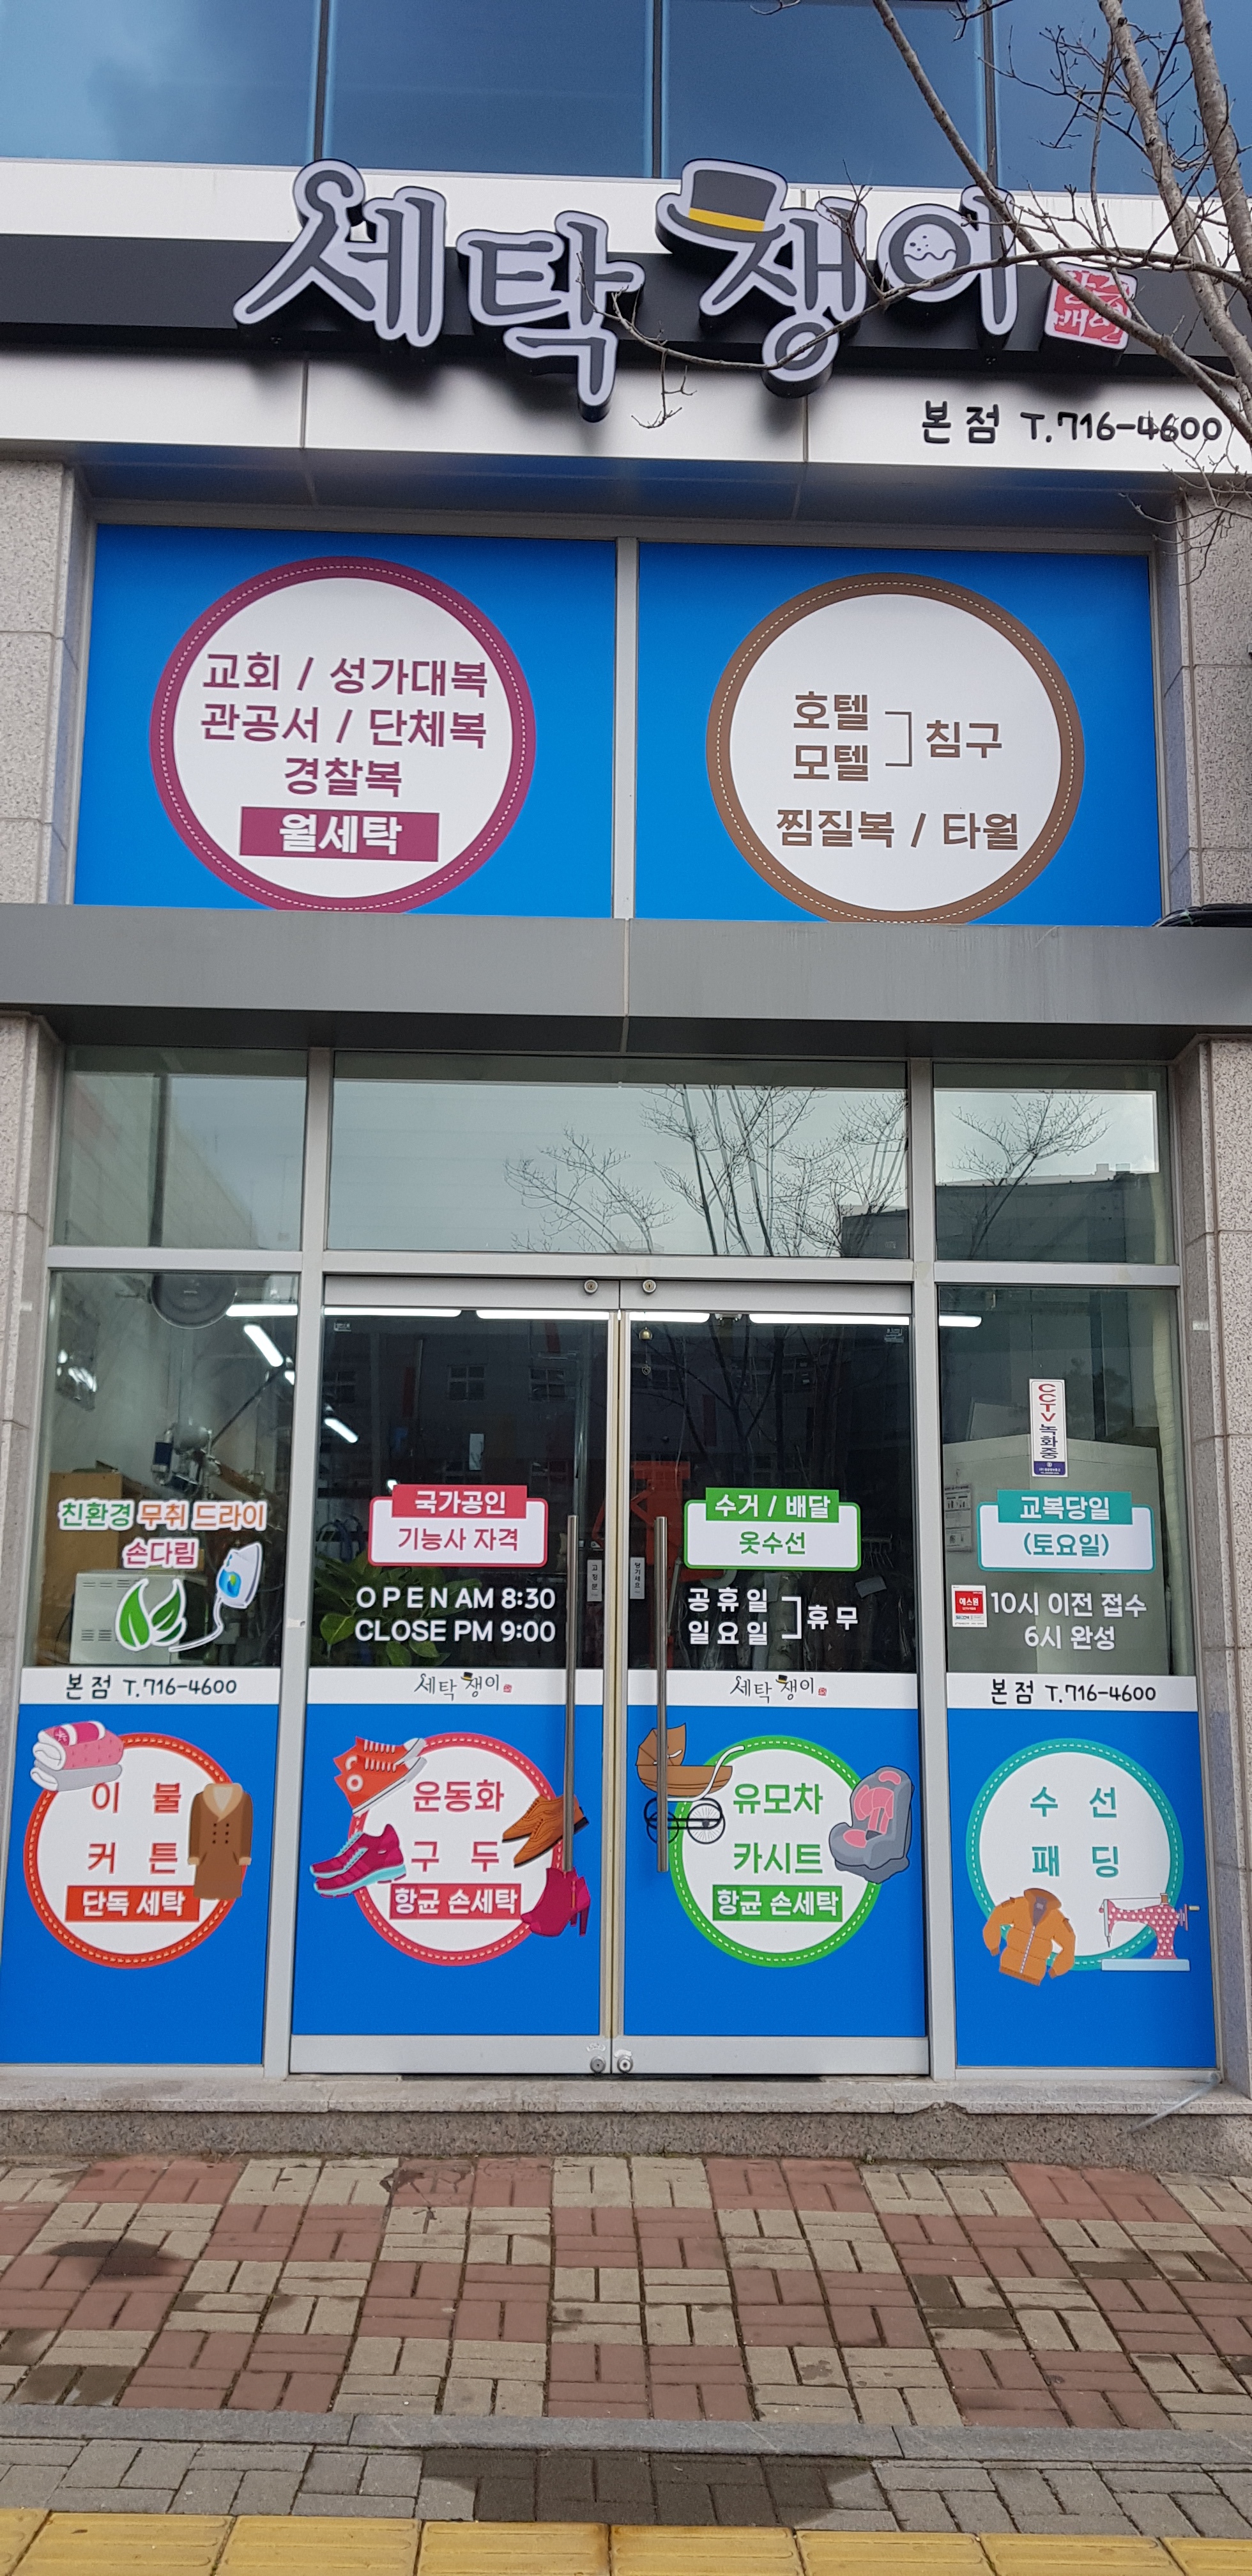 세탁쟁이
본점 T.716-4600
교회 / 성가대복
관공서 / 단체복
경찰복
월세탁
호텔
모텔
침구
찜질복 / 타월
CCTV 녹화중
친환경 무취 드라이
손다림
국가공인
기능사 자격
OPEN AM 8:30
CLOSE PM 9:00
수거 / 배달
옷수선
공휴일
일요일
휴무
교복당일
(토요일)
에스원
10시 이전 접수
6시 완성
본점 T.716-4600
세탁쟁이
세탁쟁이
본점 T.716-4600
이불
커튼
단독 세탁
운동화
구두
항균 손세탁
유모차
카시트
항균 손세탁
수선
패딩